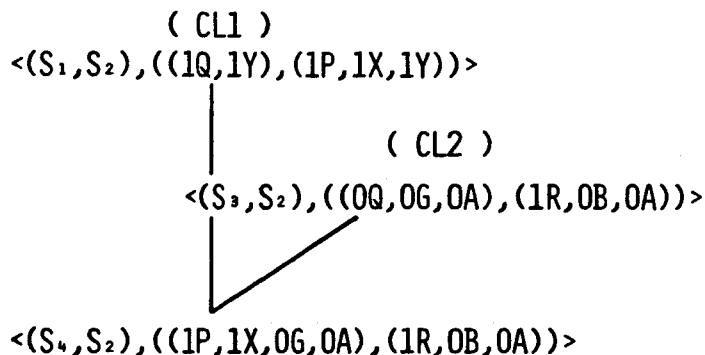 ( CL1 )
<(S₁,S₂),((1Q,1Y),(1P,1X,1Y))>
( CL2 )
<(S₃,S₂),((0Q,0G,0A),(1R,0B,0A))>
<(S₄,S₂),((1P,1X,0G,0A),(1R,0B,0A))>